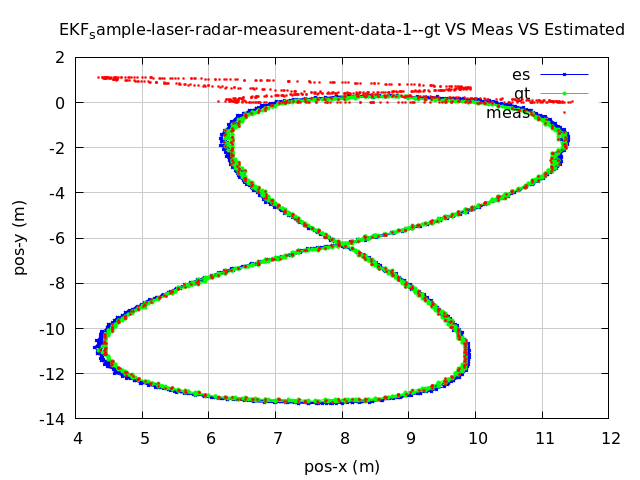 EKFsample-laser-radar-measurement-data-1--gt VS Meas VS Estimated
2
es
0
gt
meas
-2
-4
-6
pos-y (m)
-8
-10
-12
-14
4 5 6 7 8 9 10 11 12
pos-x (m)